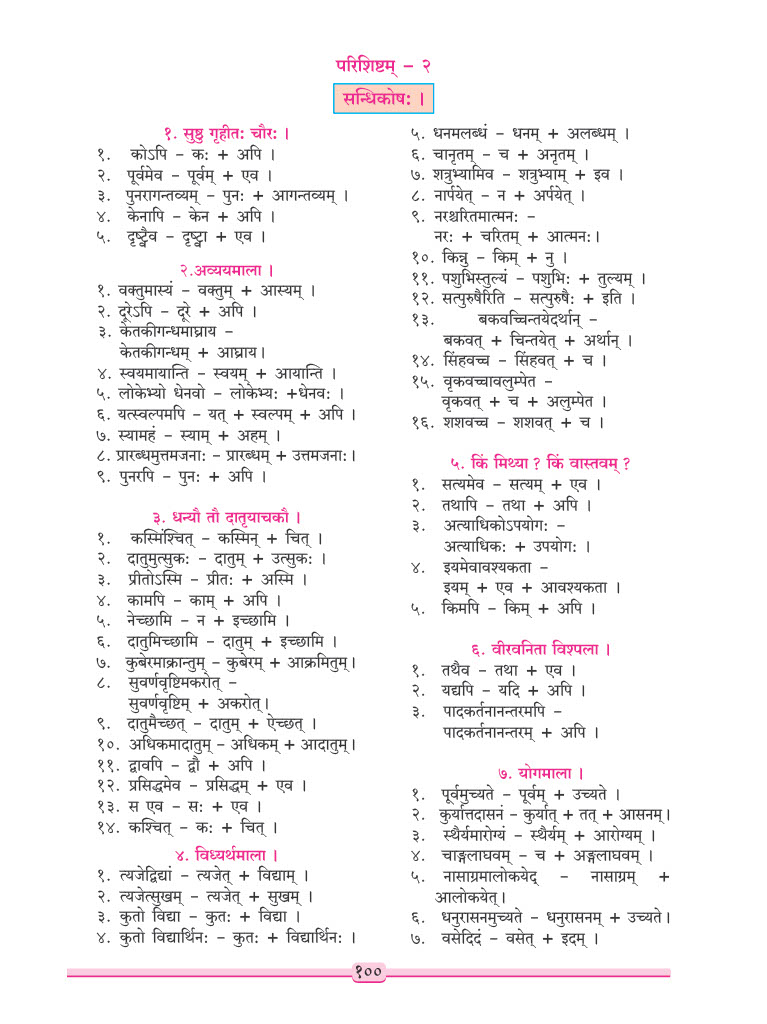 परिशिष्टम् – २
सन्धिकोषः ।
१. सुष्ठु गृहीतः चौरः ।
१. कोऽपि – कः + अपि ।
२. पूर्वमेव – पूर्वम् + एव ।
३. पुनरागन्तव्यम् – पुनः + आगन्तव्यम् ।
४. केनापि – केन + अपि ।
५. दृष्ट्वैव – दृष्ट्वा + एव ।
२.अव्ययमाला ।
१. वक्तुमास्यं – वक्तुम् + आस्यम् ।
२. दूरेऽपि – दूरे + अपि ।
३. केतकीगन्धमाघ्राय –
केतकीगन्धम् + आघ्राय।
४. स्वयमायान्ति – स्वयम् + आयान्ति ।
५. लोकेभ्यो धेनवो – लोकेभ्यः +धेनवः ।
६. यत्स्वल्पमपि – यत् + स्वल्पम् + अपि ।
७. स्यामहं – स्याम् + अहम् ।
८. प्रारब्धमुत्तमजनाः – प्रारब्धम् + उत्तमजनाः।
९. पुनरपि – पुनः + अपि ।
३. धन्यौ तौ दातृयाचकौ ।
१. कस्मिंश्चित् – कस्मिन् + चित् ।
२. दातुमुत्सुकः – दातुम् + उत्सुकः ।
३. प्रीतोऽस्मि – प्रीतः + अस्मि ।
४. कामपि – काम् + अपि ।
५. नेच्छामि – न + इच्छामि ।
६. दातुमिच्छामि – दातुम् + इच्छामि ।
७. कुबेरमाक्रान्तुम् – कुबेरम् + आक्रमितुम्।
८. सुवर्णवृष्टिमकरोत् –
सुवर्णवृष्टिम् + अकरोत्।
९. दातुमैच्छत् – दातुम् + ऐच्छत् ।
१०. अधिकमादातुम् – अधिकम् + आदातुम्।
११. द्वावपि – द्वौ + अपि ।
१२. प्रसिद्धमेव – प्रसिद्धम् + एव ।
१३. स एव – सः + एव ।
१४. कश्चित् – कः + चित् ।
४. विध्यर्थमाला ।
१. त्यजेद्विद्यां – त्यजेत् + विद्याम् ।
२. त्यजेत्सुखम् – त्यजेत् + सुखम् ।
३. कुतो विद्या – कुतः + विद्या ।
४. कुतो विद्यार्थिनः – कुतः + विद्यार्थिनः ।
५. धनमलब्धं – धनम् + अलब्धम् ।
६. चानृतम् – च + अनृतम् ।
७. शत्रुभ्यामिव – शत्रुभ्याम् + इव ।
८. नार्पयेत् – न + अर्पयेत् ।
९. नरश्चरितमात्मनः –
नरः + चरितम् + आत्मनः।
१०. किन्नु – किम् + नु ।
११. पशुभिस्तुल्यं – पशुभिः + तुल्यम् ।
१२. सत्पुरुषैरिति – सत्पुरुषैः + इति ।
१३. बकवच्चिन्तयेदर्थान् –
बकवत् + चिन्तयेत् + अर्थान् ।
१४. सिंहवच्च – सिंहवत् + च ।
१५. वृकवच्चावलुम्पेत –
वृकवत् + च + अलुम्पेत ।
१६. शशवच्च – शशवत् + च ।
५. किं मिथ्या ? किं वास्तवम् ?
१. सत्यमेव – सत्यम् + एव ।
२. तथापि – तथा + अपि ।
३. अत्याधिकोऽपयोगः –
अत्याधिकः + उपयोगः ।
४. इयमेवावश्यकता –
इयम् + एव + आवश्यकता ।
५. किमपि – किम् + अपि ।
६. वीरवनिता विश्पला ।
१. तथैव – तथा + एव ।
२. यद्यपि – यदि + अपि ।
३. पादकर्तनानन्तरमपि –
पादकर्तनानन्तरम् + अपि ।
७. योगमाला ।
१. पूर्वमुच्यते – पूर्वम् + उच्यते ।
२. कुर्यात्तदासनं – कुर्यात् + तत् + आसनम्।
३. स्थैर्यमारोग्यं – स्थैर्यम् + आरोग्यम् ।
४. चाङ्गलाघवम् – च + अङ्गलाघवम् ।
५. नासाग्रमालोकयेद् – नासाग्रम् +
आलोकयेत्।
६. धनुरासनमुच्यते – धनुरासनम् + उच्यते।
७. वसेदिदं – वसेत् + इदम् ।
१००